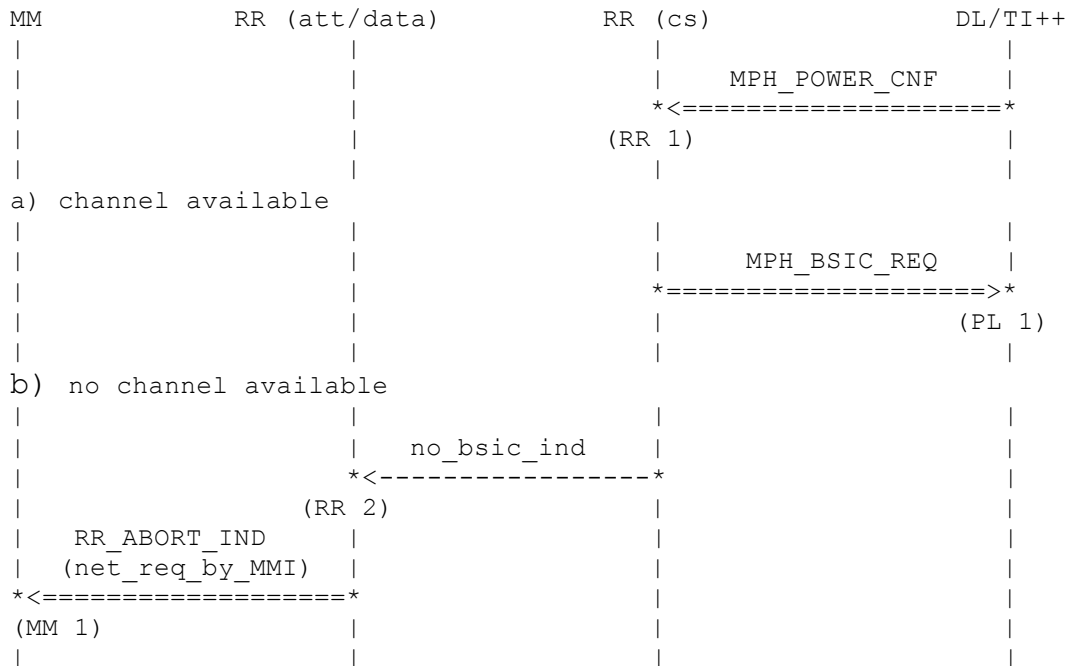 MM RR (att/data) RR (cs) DL/TI++
| | | |
| | | MPH_POWER_CNF |
| | *<====================*
| | (RR 1) |
| | | |
a) channel available
| | | |
| | | MPH_BSIC_REQ |
| | *====================>*
| | | (PL 1)
| | | |
b) no channel available
| | | |
| | no_bsic_ind | |
| *<-----------------* |
| (RR 2) | |
| RR_ABORT_IND | | |
| (net_req_by_MMI) | | |
*<===================* | |
(MM 1) | | |
| | | |